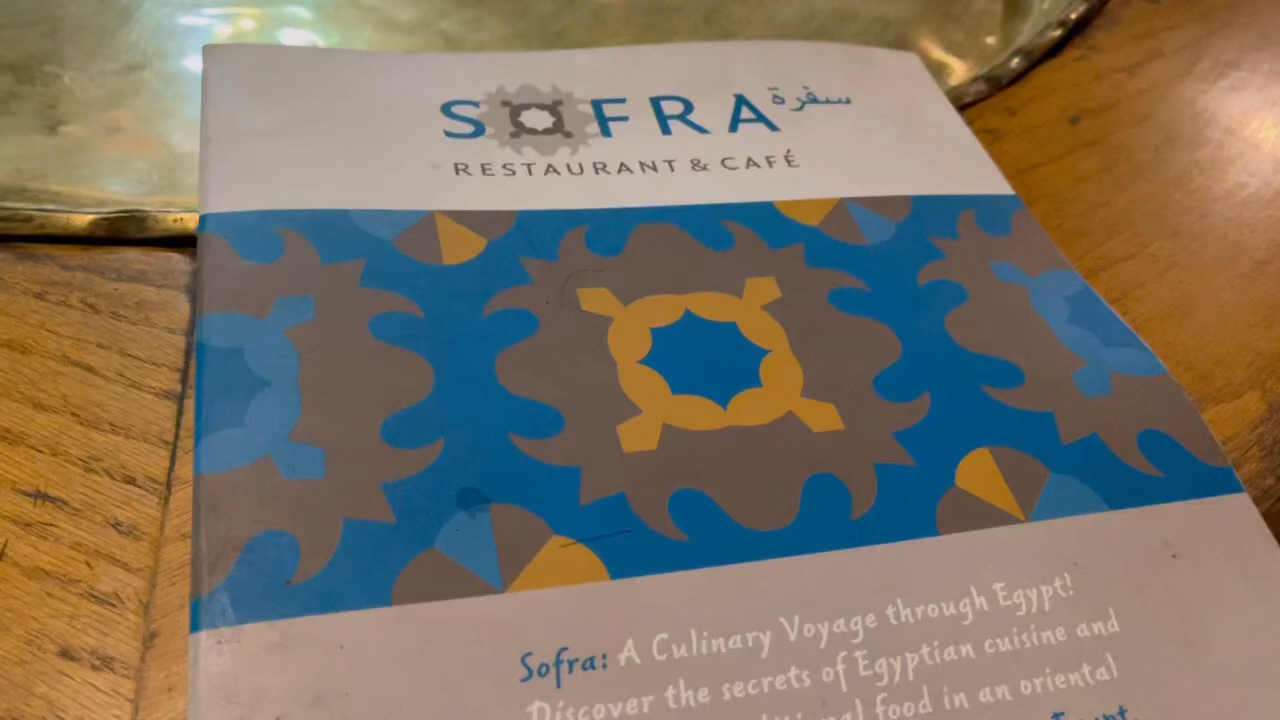 SOFRA سفرة
RESTAURANT & CAFÉ
Sofra: A Culinary Voyage through Egypt!
Discover the secrets of Egyptian cuisine and
food in an oriental
Egypt.